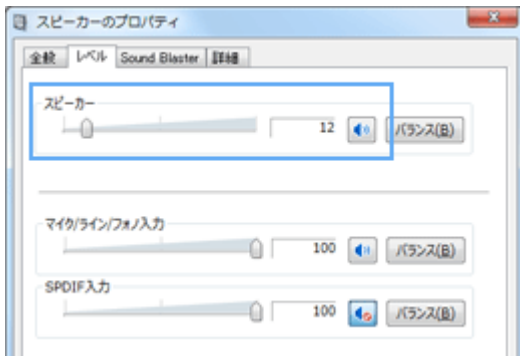 スピーカーのプロパティ
全般 レベル Sound Blaster 詳細
スピーカー
12 バランス(B)
マイク/ライン/フォノ入力
100 バランス(B)
SPDIF入力
100 バランス(B)